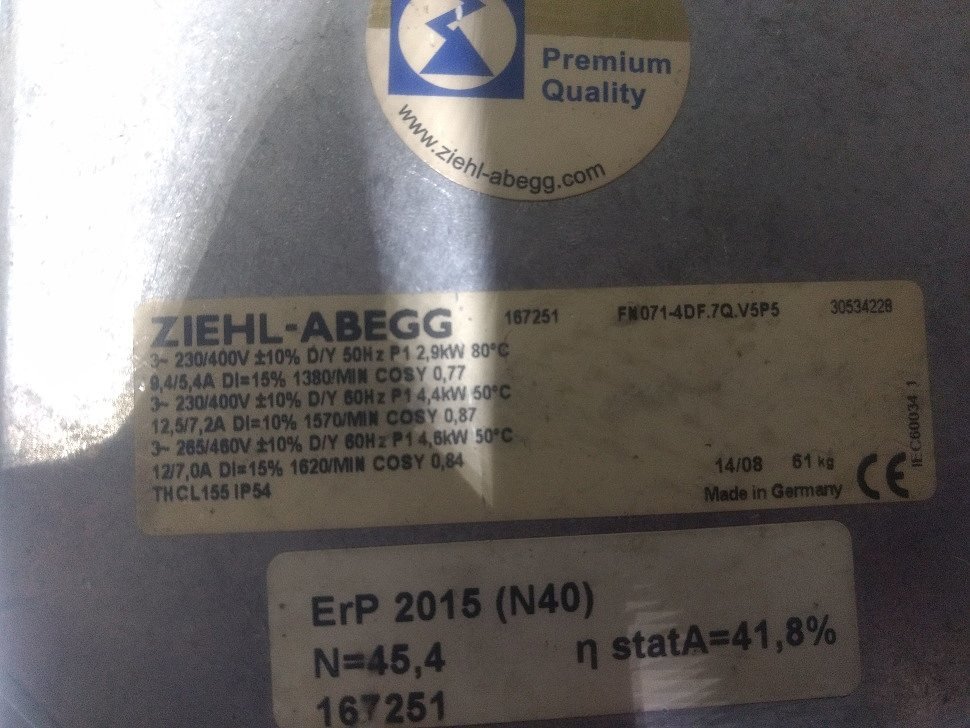 Premium
Quality
www.ziehl-abegg.com
ZIEHL-ABEGG 167251 FN071-4DF.7Q.V5P5 30534228
3~ 230/400V ±10% D/Y 50Hz P1 2,9kW 80°C
9,4/5,4A DI=15% 1380/MIN COSY 0,77
3~ 230/400V ±10% D/Y 60Hz P1 4,4kW 50°C
12,5/7,2A DI=10% 1570/MIN COSY 0,87
3~ 265/460V ±10% D/Y 60Hz P1 4,6kW 50°C
12/7,0A DI=15% 1620/MIN COSY 0,84
THCL155 IP54
14/08 61 kg
Made in Germany CE
IEC60034 1
ErP 2015 (N40)
N=45,4 η statA=41,8%
167251